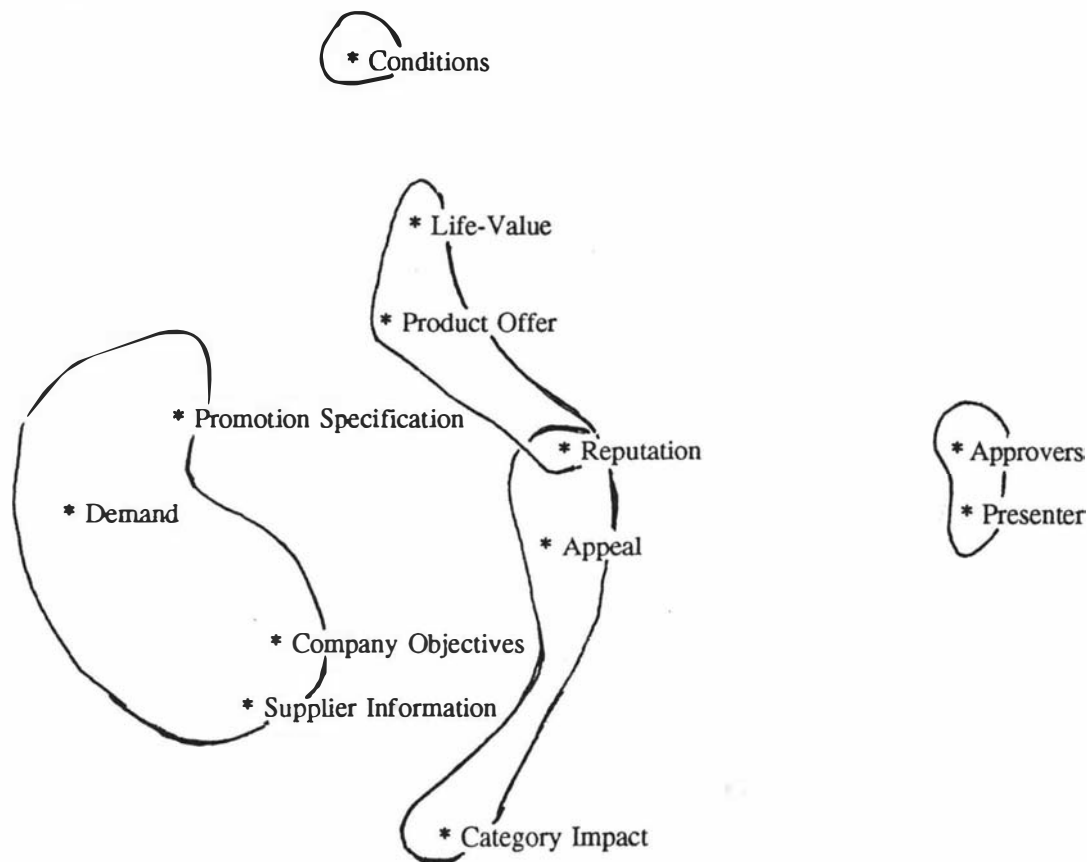 * Conditions
* Life-Value
* Product Offer
* Promotion Specification
* Reputation
* Approvers
* Demand
* Presenter
* Appeal
* Company Objectives
* Supplier Information
* Category Impact